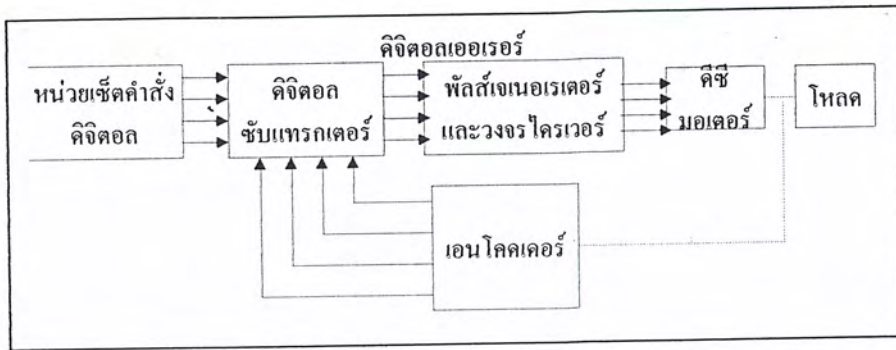 ดิจิตอลเออเรอร์
หน่วยเซ็ตคำสั่ง
ดิจิตอล
ดิจิตอล
ซับแทรกเตอร์
พัลส์เจเนอเรเตอร์
และวงจรไดรเวอร์
ดีซี
มอเตอร์
โหลด
เอนโคดเดอร์